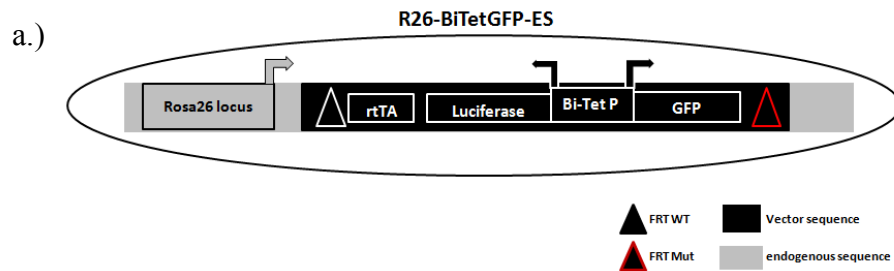 R26-BiTetGFP-ES
a.)
Rosa26 locus
rtTA
Luciferase
Bi-Tet P
GFP
FRT WT
Vector sequence
FRT Mut
endogenous sequence